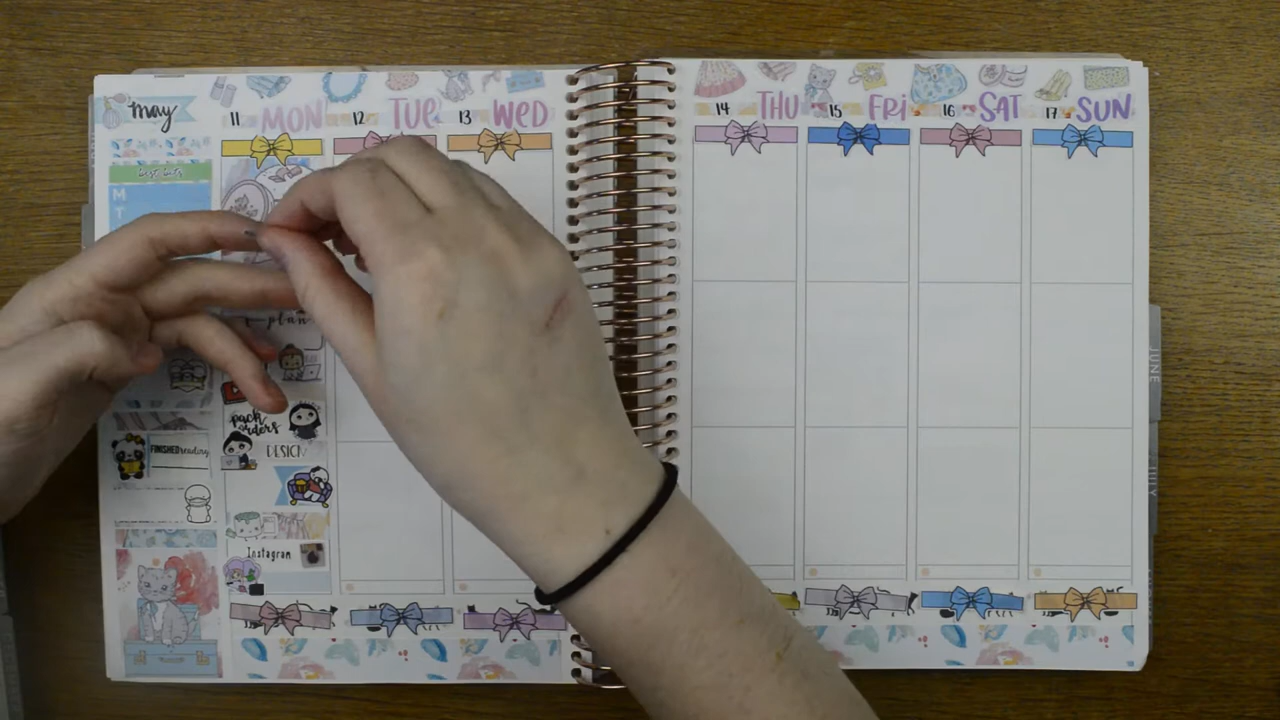 may
11 MON 12 TUE 13 WED 14 THU 15 FRI 16 SAT 17 SUN
M
T
plan
pack
orders
DESIGN
FINISHED reading
Instagram
JUNE
JULY